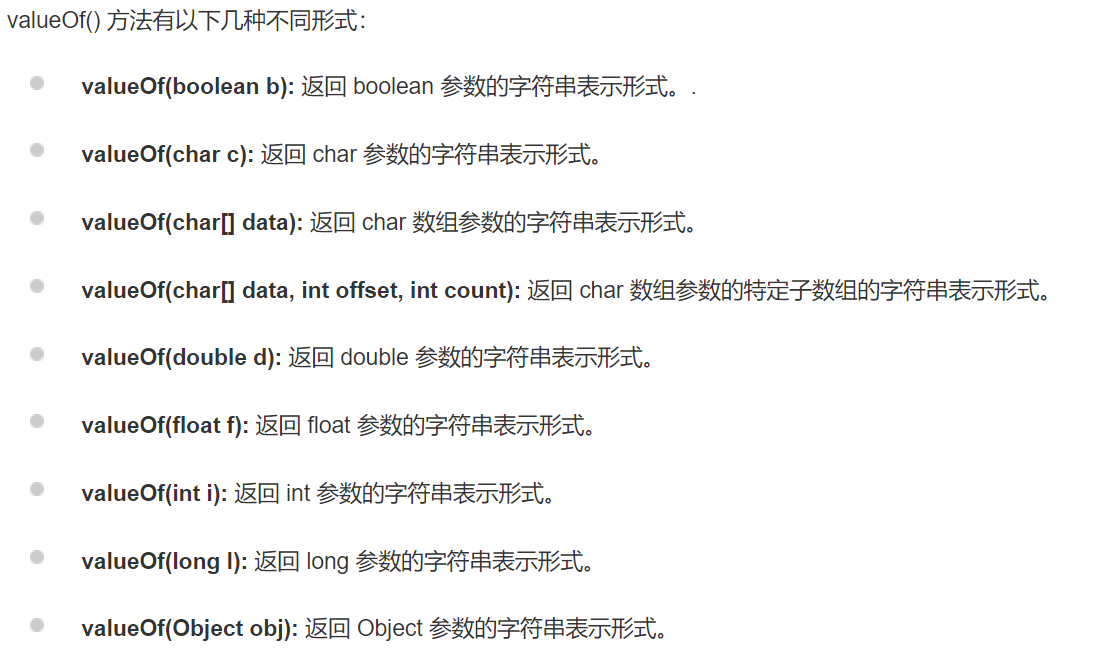 valueOf() 方法有以下几种不同形式：
valueOf(boolean b): 返回 boolean 参数的字符串表示形式。.
valueOf(char c): 返回 char 参数的字符串表示形式。
valueOf(char[] data): 返回 char 数组参数的字符串表示形式。
valueOf(char[] data, int offset, int count): 返回 char 数组参数的特定子数组的字符串表示形式。
valueOf(double d): 返回 double 参数的字符串表示形式。
valueOf(float f): 返回 float 参数的字符串表示形式。
valueOf(int i): 返回 int 参数的字符串表示形式。
valueOf(long l): 返回 long 参数的字符串表示形式。
valueOf(Object obj): 返回 Object 参数的字符串表示形式。